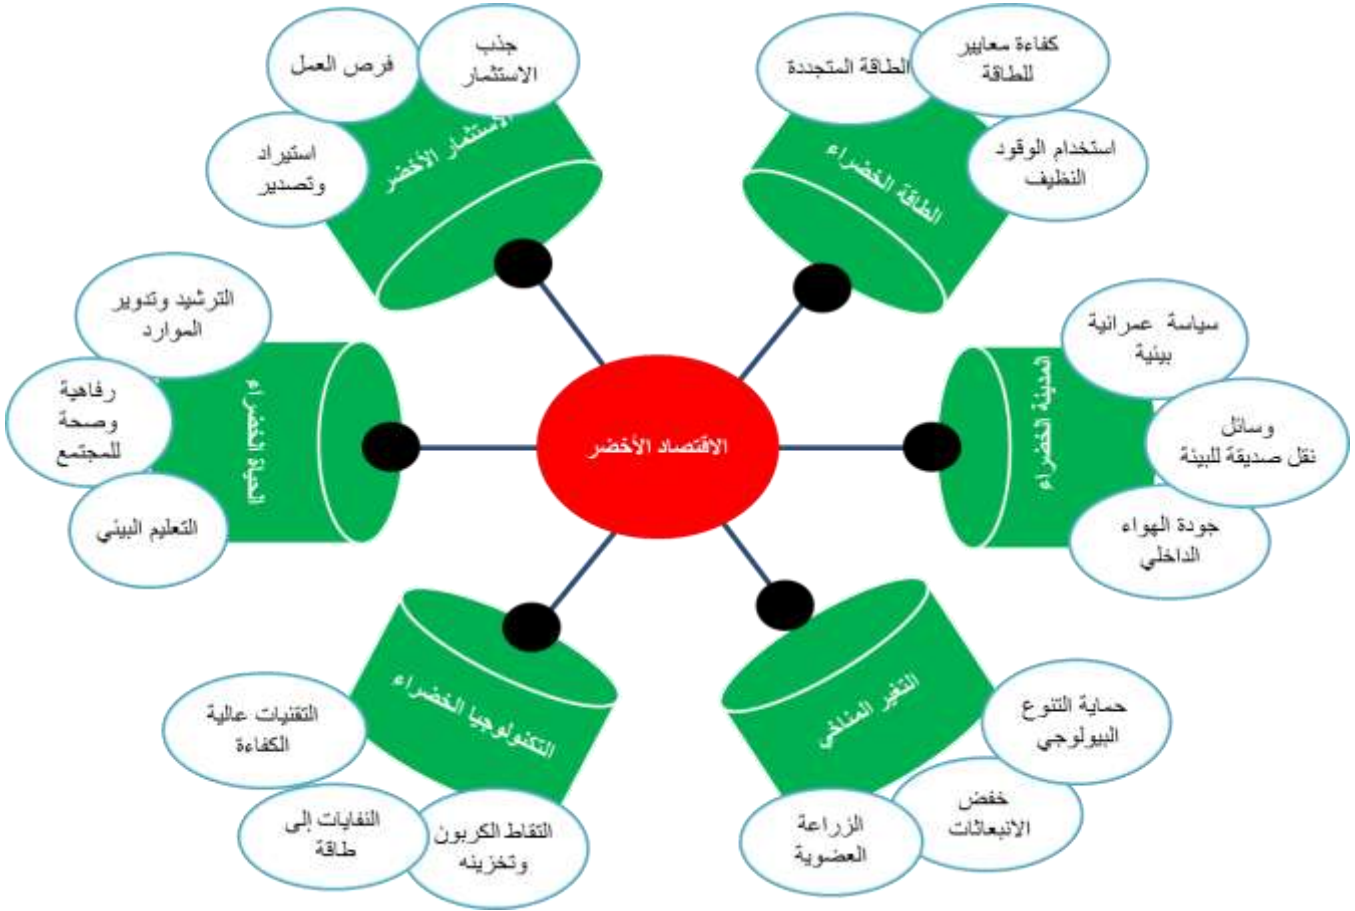 الاقتصاد الأخضر
الطاقة الخضراء
الطاقة المتجددة
كفاءة معايير
للطاقة
استخدام الوقود
النظيف
المدينة الخضراء
سياسة عمرانية
بيئية
وسائل
نقل صديقة للبيئة
جودة الهواء
الداخلي
التغير المناخي
حماية التنوع
البيولوجي
خفض
الانبعاثات
الزراعة
العضوية
التكنولوجيا الخضراء
التقاط الكربون
وتخزينه
النفايات إلى
طاقة
التقنيات عالية
الكفاءة
الحياة الخضراء
التعليم البيئي
رفاهية
وصحة
للمجتمع
الترشيد وتدوير
الموارد
الاستثمار الأخضر
استيراد
وتصدير
فرص العمل
جذب
الاستثمار